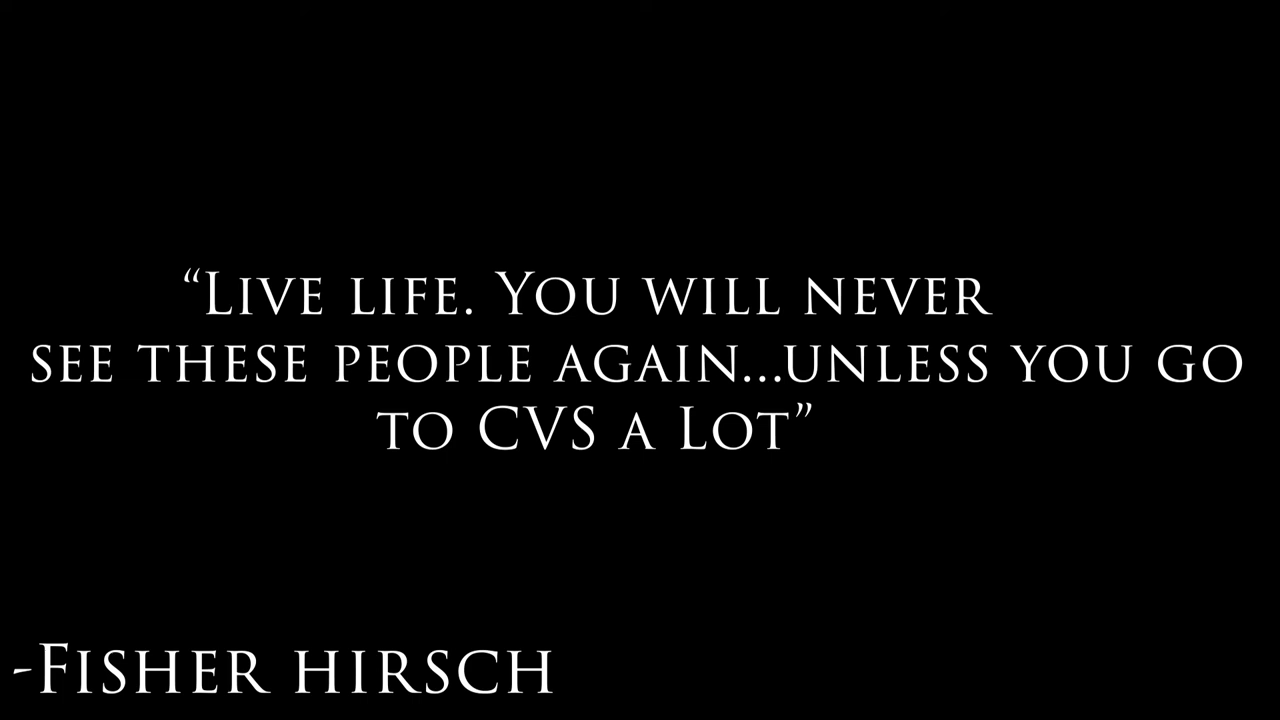 “Live life. You will never
see these people again...unless you go
to CVS a Lot”
-Fisher hirsch